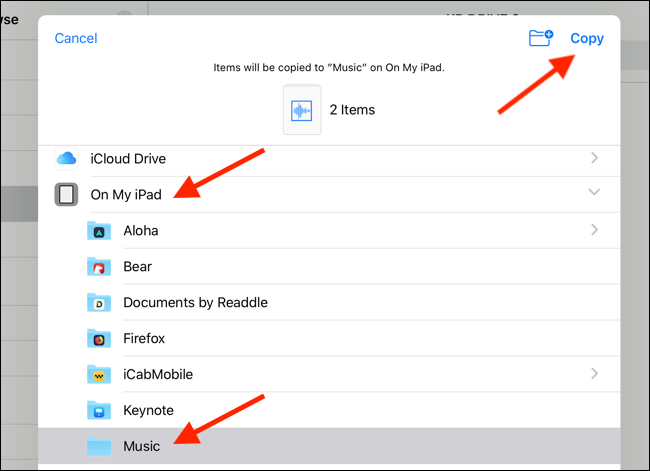 wse
Cancel
Copy
Items will be copied to "Music" on On My iPad.
2 Items
iCloud Drive
On My iPad
Aloha
Bear
Documents by Readdle
Firefox
iCabMobile
Keynote
Music